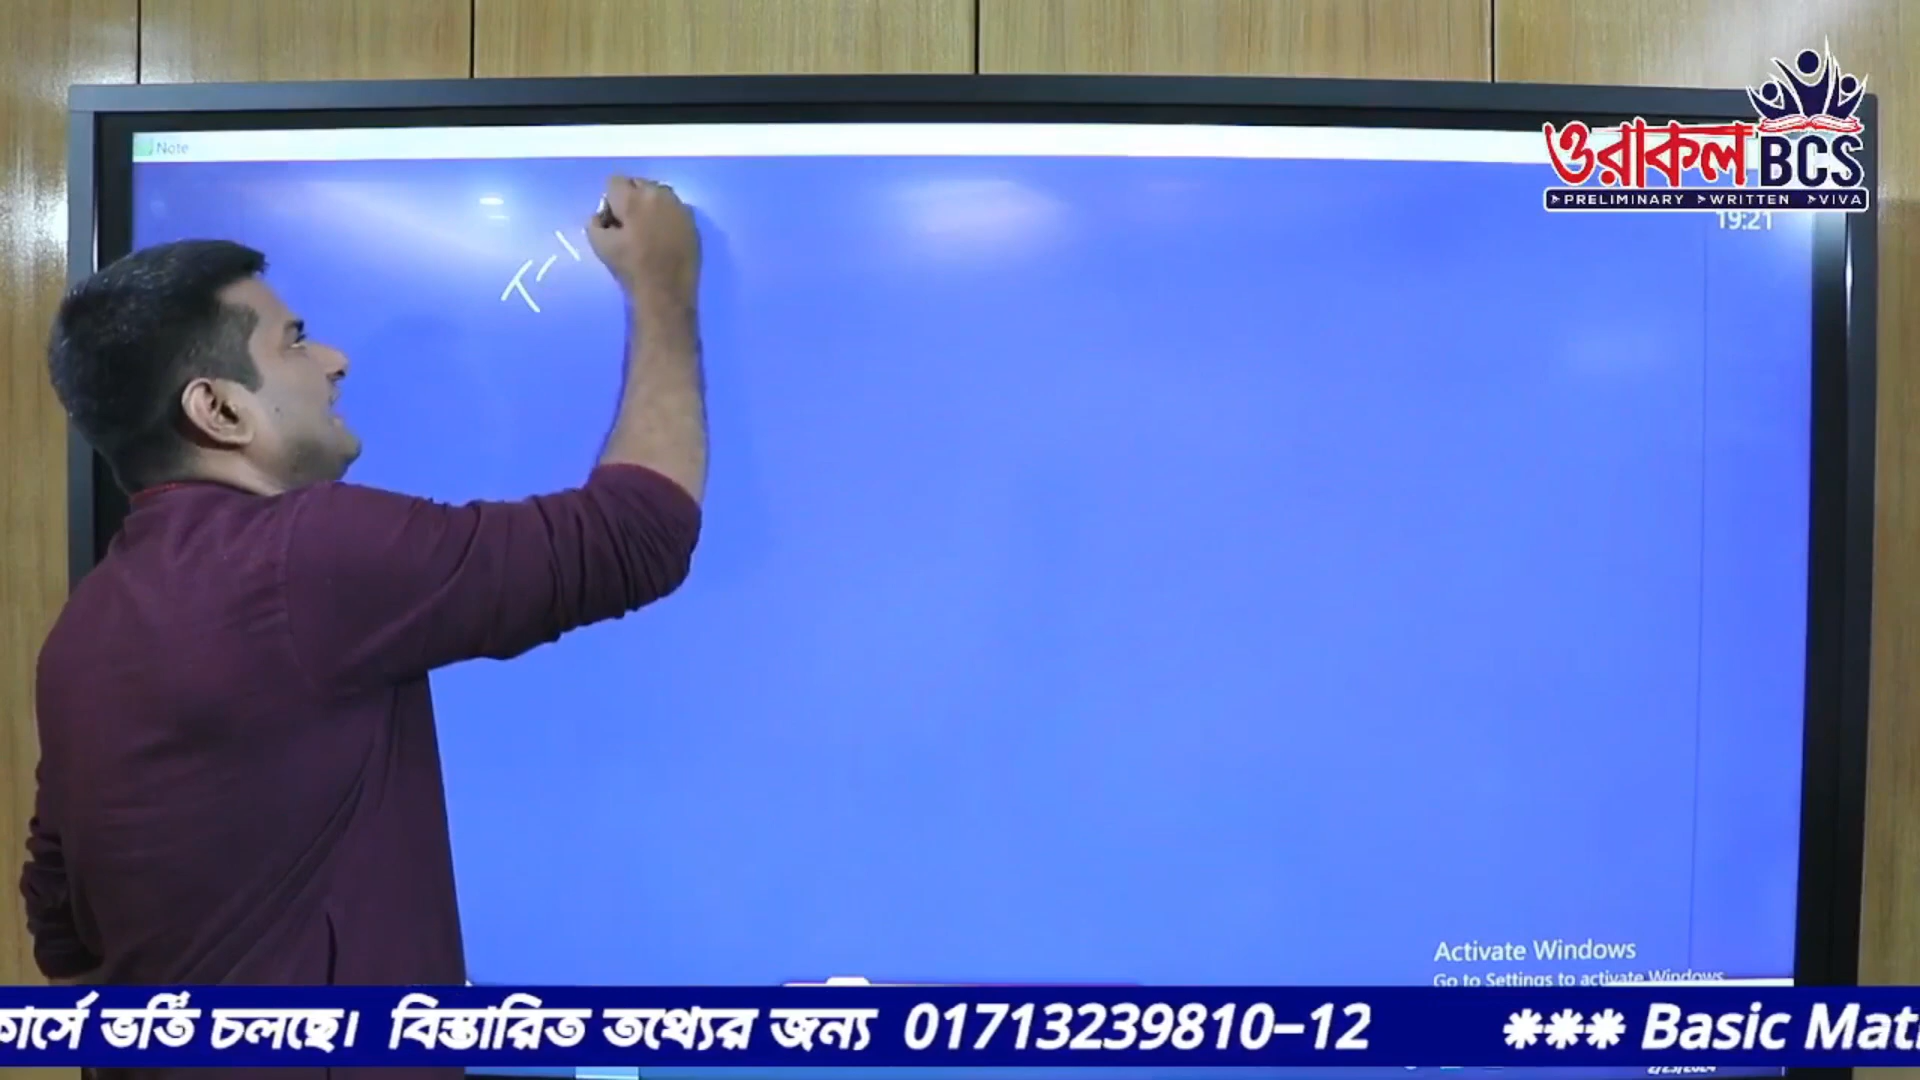 Note
ওরাকল BCS
PRELIMINARY WRITTEN VIVA
19:21
T-1
Activate Windows
Go to Settings to activate Windows
ভর্তি চলছে। বিস্তারিত তথ্যের জন্য 01713239810-12 *** Basic